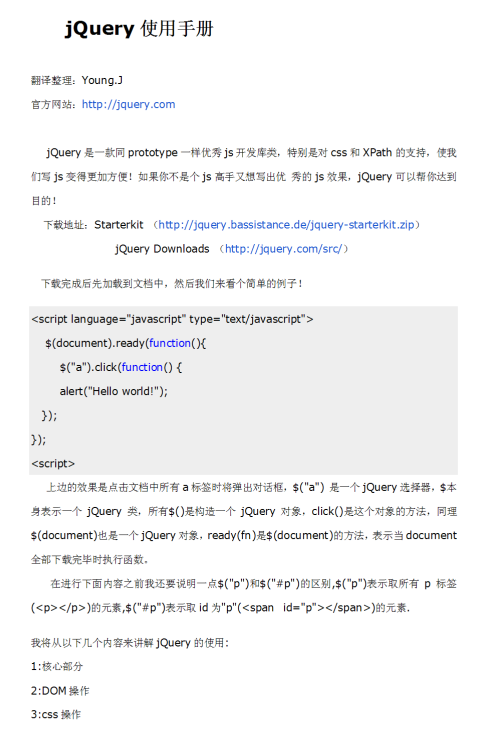 jQuery 使用手册
翻译整理：Young.J
官方网站：http://jquery.com
jQuery 是一款同 prototype 一样优秀 js 开发库类，特别是对 css 和 XPath 的支持，使我
们写 js 变得更加方便！如果你不是个 js 高手又想写出优 秀的 js 效果，jQuery 可以帮你达到
目的！
下载地址：Starterkit （http://jquery.bassistance.de/jquery-starterkit.zip）
jQuery Downloads （http://jquery.com/src/）
下载完成后先加载到文档中，然后我们来看个简单的例子！
<script language="javascript" type="text/javascript">
$(document).ready(function(){
$("a").click(function() {
alert("Hello world!");
});
});
<script>
上边的效果是点击文档中所有 a 标签时将弹出对话框，$("a") 是一个 jQuery 选择器，$本
身表示一个 jQuery 类，所有$()是构造一个 jQuery 对象，click()是这个对象的方法，同理
$(document)也是一个 jQuery 对象，ready(fn)是$(document)的方法，表示当 document
全部下载完毕时执行函数。
在进行下面内容之前我还要说明一点$("p")和$("#p")的区别,$("p")表示取所有 p 标签
(<p></p>)的元素,$("#p")表示取 id 为"p"(<span id="p"></span>)的元素.
我将从以下几个内容来讲解 jQuery 的使用:
1:核心部分
2:DOM 操作
3:css 操作